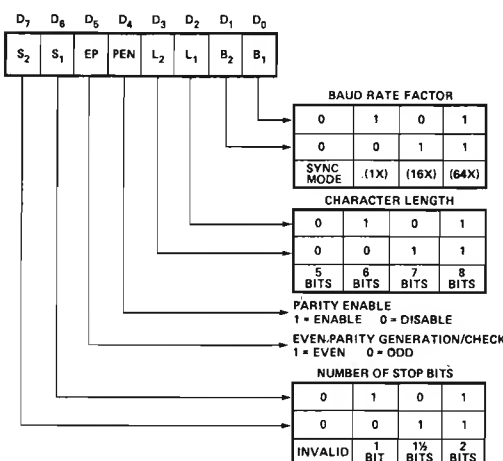 D7 D6 D5 D4 D3 D2 D1 D0
S2 S1 EP PEN L2 L1 B2 B1
BAUD RATE FACTOR
0 1 0 1
0 0 1 1
SYNC MODE (1X) (16X) (64X)
CHARACTER LENGTH
0 1 0 1
0 0 1 1
5 BITS 6 BITS 7 BITS 8 BITS
PARITY ENABLE
1 = ENABLE 0 = DISABLE
EVEN PARITY GENERATION/CHECK
1 = EVEN 0 = ODD
NUMBER OF STOP BITS
0 1 0 1
0 0 1 1
INVALID 1 BIT 1½ BITS 2 BITS